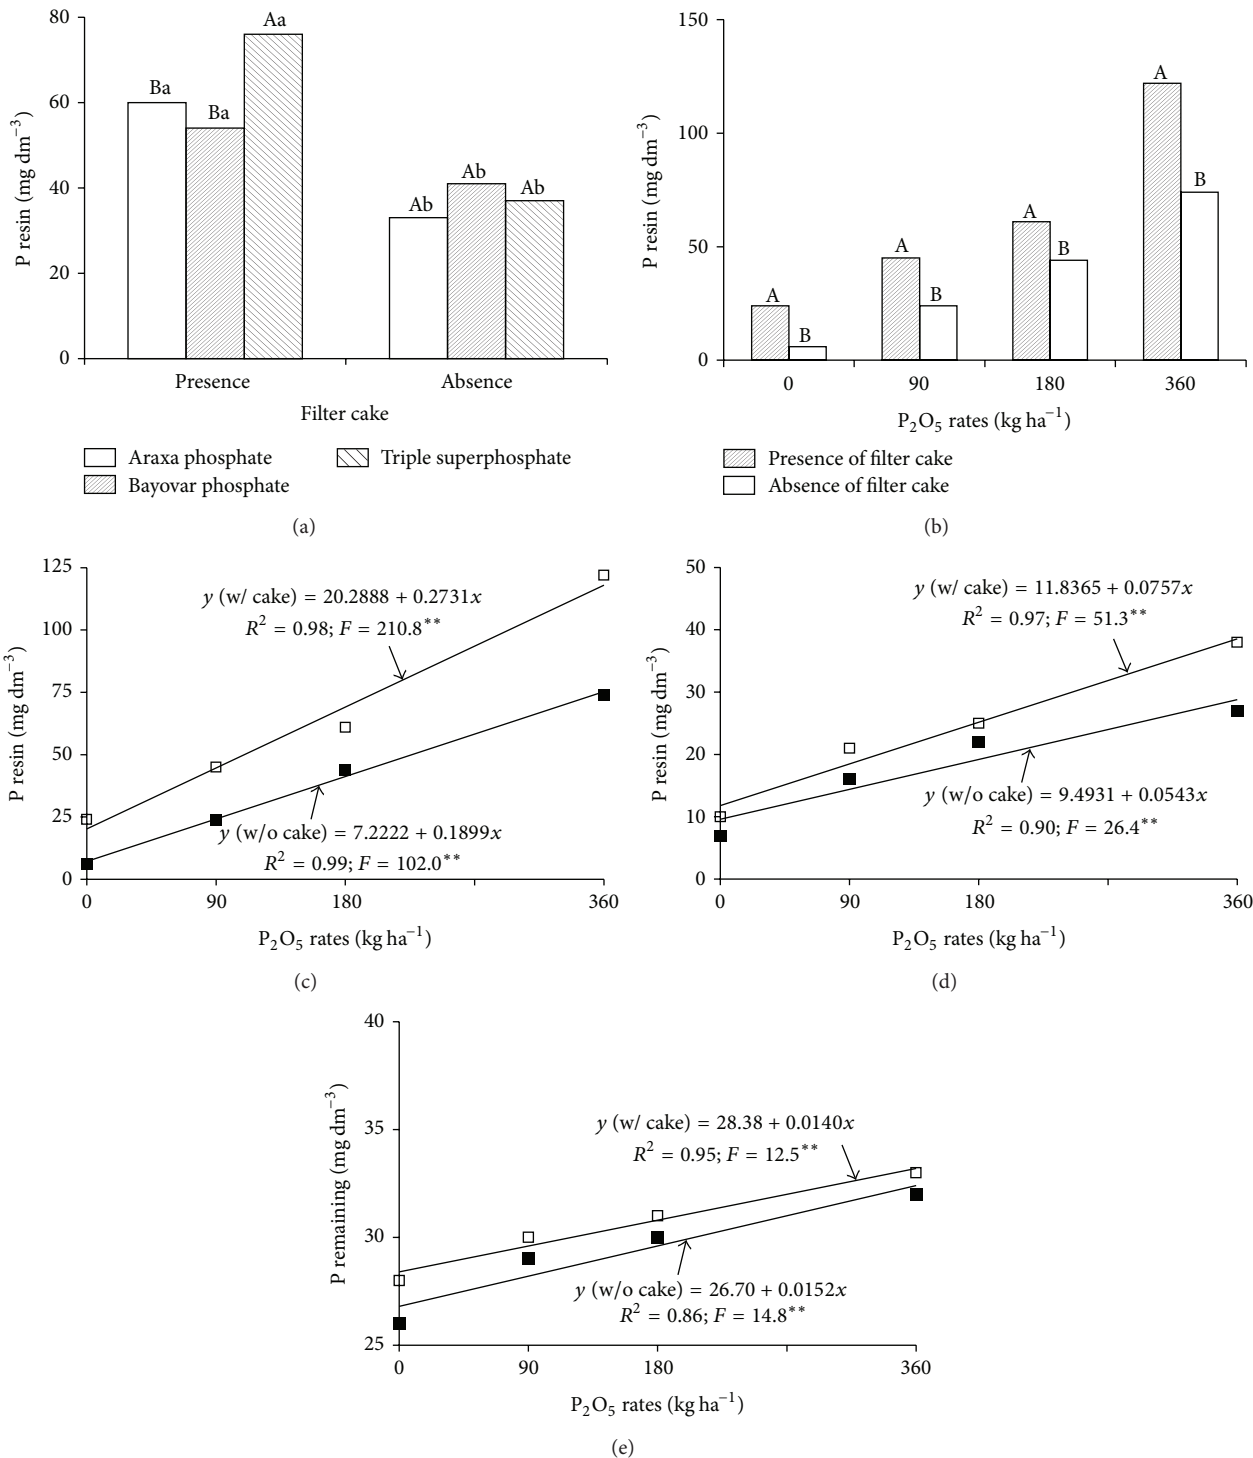 80
60
40
20
0
P resin (mg dm⁻³)
Ba
Ba
Aa
Ab
Ab
Ab
Presence
Absence
Filter cake
Araxa phosphate
Triple superphosphate
Bayovar phosphate
(a)
150
100
50
0
P resin (mg dm⁻³)
A
B
A
B
A
B
A
B
0 90 180 360
P₂O₅ rates (kg ha⁻¹)
Presence of filter cake
Absence of filter cake
(b)
125
100
75
50
25
0
P resin (mg dm⁻³)
y (w/ cake) = 20.2888 + 0.2731x
R² = 0.98; F = 210.8**
y (w/o cake) = 7.2222 + 0.1899x
R² = 0.99; F = 102.0**
0 90 180 360
P₂O₅ rates (kg ha⁻¹)
(c)
50
40
30
20
10
0
P resin (mg dm⁻³)
y (w/ cake) = 11.8365 + 0.0757x
R² = 0.97; F = 51.3**
y (w/o cake) = 9.4931 + 0.0543x
R² = 0.90; F = 26.4**
0 90 180 360
P₂O₅ rates (kg ha⁻¹)
(d)
40
35
30
25
P remaining (mg dm⁻³)
y (w/ cake) = 28.38 + 0.0140x
R² = 0.95; F = 12.5**
y (w/o cake) = 26.70 + 0.0152x
R² = 0.86; F = 14.8**
0 90 180 360
P₂O₅ rates (kg ha⁻¹)
(e)